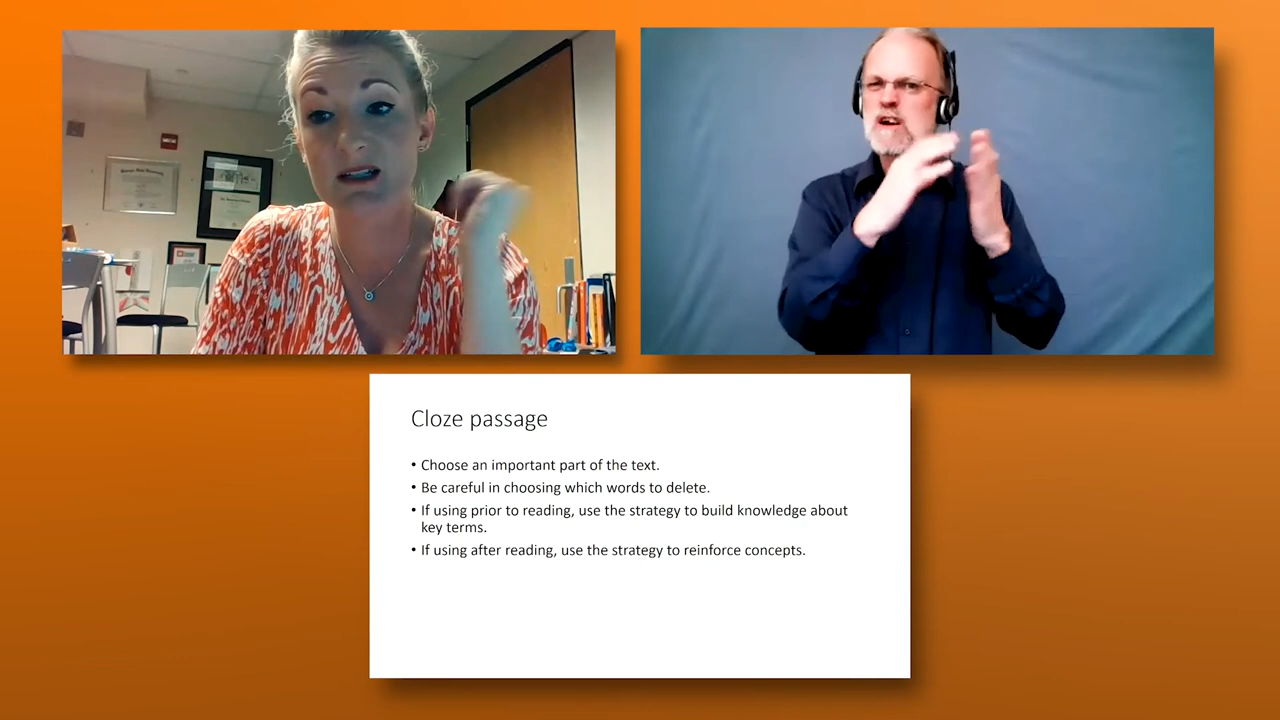 Cloze passage
• Choose an important part of the text.
• Be careful in choosing which words to delete.
• If using prior to reading, use the strategy to build knowledge about
key terms.
• If using after reading, use the strategy to reinforce concepts.